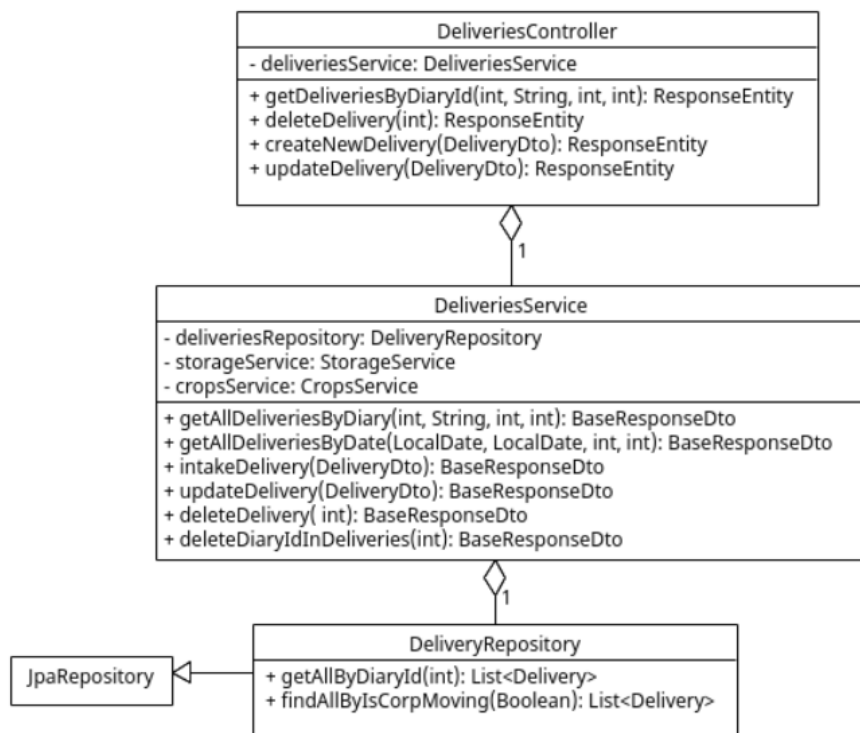 DeliveriesController
- deliveriesService: DeliveriesService
+ getDeliveriesByDiaryId(int, String, int, int): ResponseEntity
+ deleteDelivery(int): ResponseEntity
+ createNewDelivery(DeliveryDto): ResponseEntity
+ updateDelivery(DeliveryDto): ResponseEntity
1
DeliveriesService
- deliveriesRepository: DeliveryRepository
- storageService: StorageService
- cropsService: CropsService
+ getAllDeliveriesByDiary(int, String, int, int): BaseResponseDto
+ getAllDeliveriesByDate(LocalDate, LocalDate, int, int): BaseResponseDto
+ intakeDelivery(DeliveryDto): BaseResponseDto
+ updateDelivery(DeliveryDto): BaseResponseDto
+ deleteDelivery( int): BaseResponseDto
+ deleteDiaryIdInDeliveries(int): BaseResponseDto
1
DeliveryRepository
JpaRepository
+ getAllByDiaryId(int): List<Delivery>
+ findAllByIsCorpMoving(Boolean): List<Delivery>